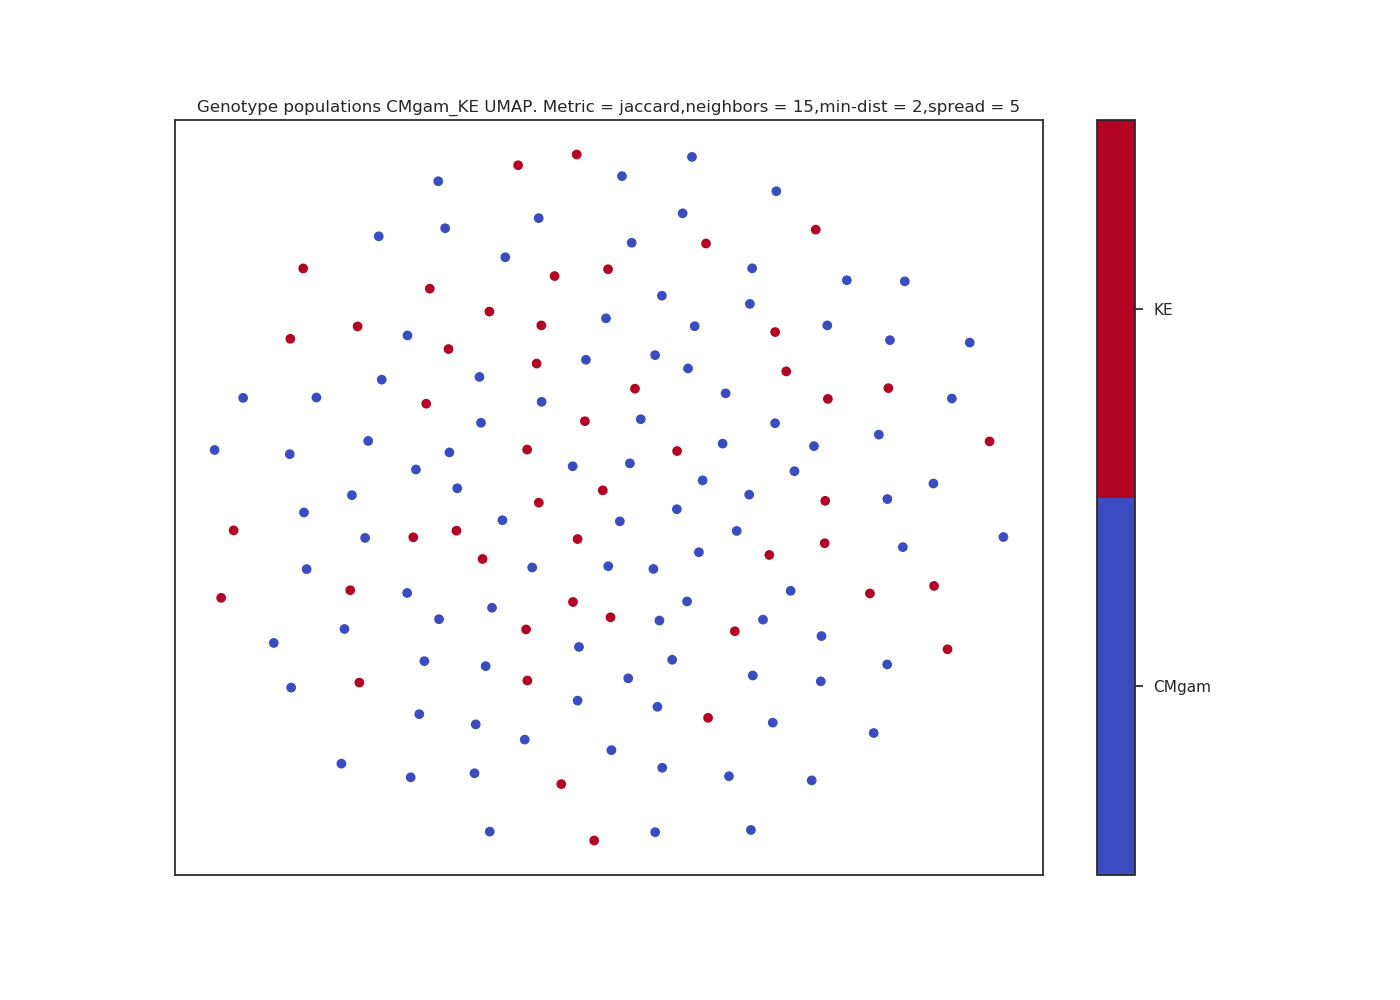 Genotype populations CMgam_KE UMAP. Metric = jaccard,neighbors = 15,min-dist = 2,spread = 5
KE
CMgam